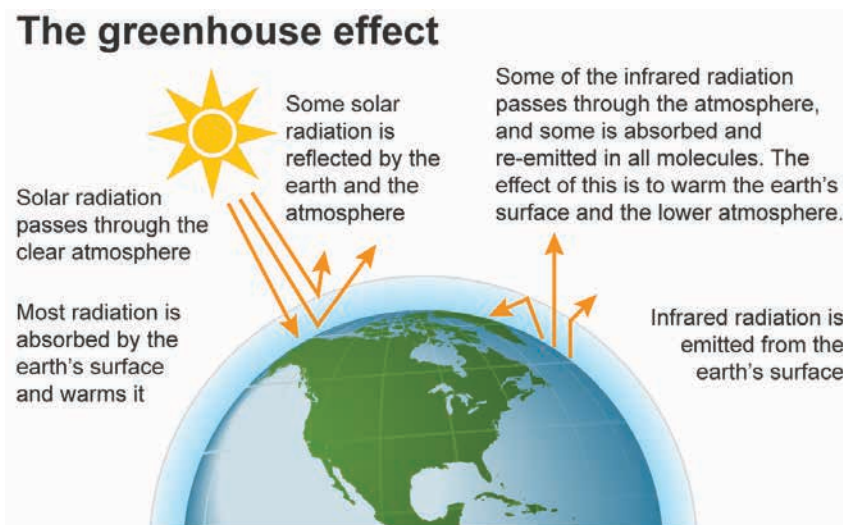 The greenhouse effect
Some solar
radiation is
reflected by the
earth and the
atmosphere
Some of the infrared radiation
passes through the atmosphere,
and some is absorbed and
re-emitted in all molecules. The
effect of this is to warm the earth's
surface and the lower atmosphere.
Solar radiation
passes through the
clear atmosphere
Most radiation is
absorbed by the
earth's surface
and warms it
Infrared radiation is
emitted from the
earth's surface